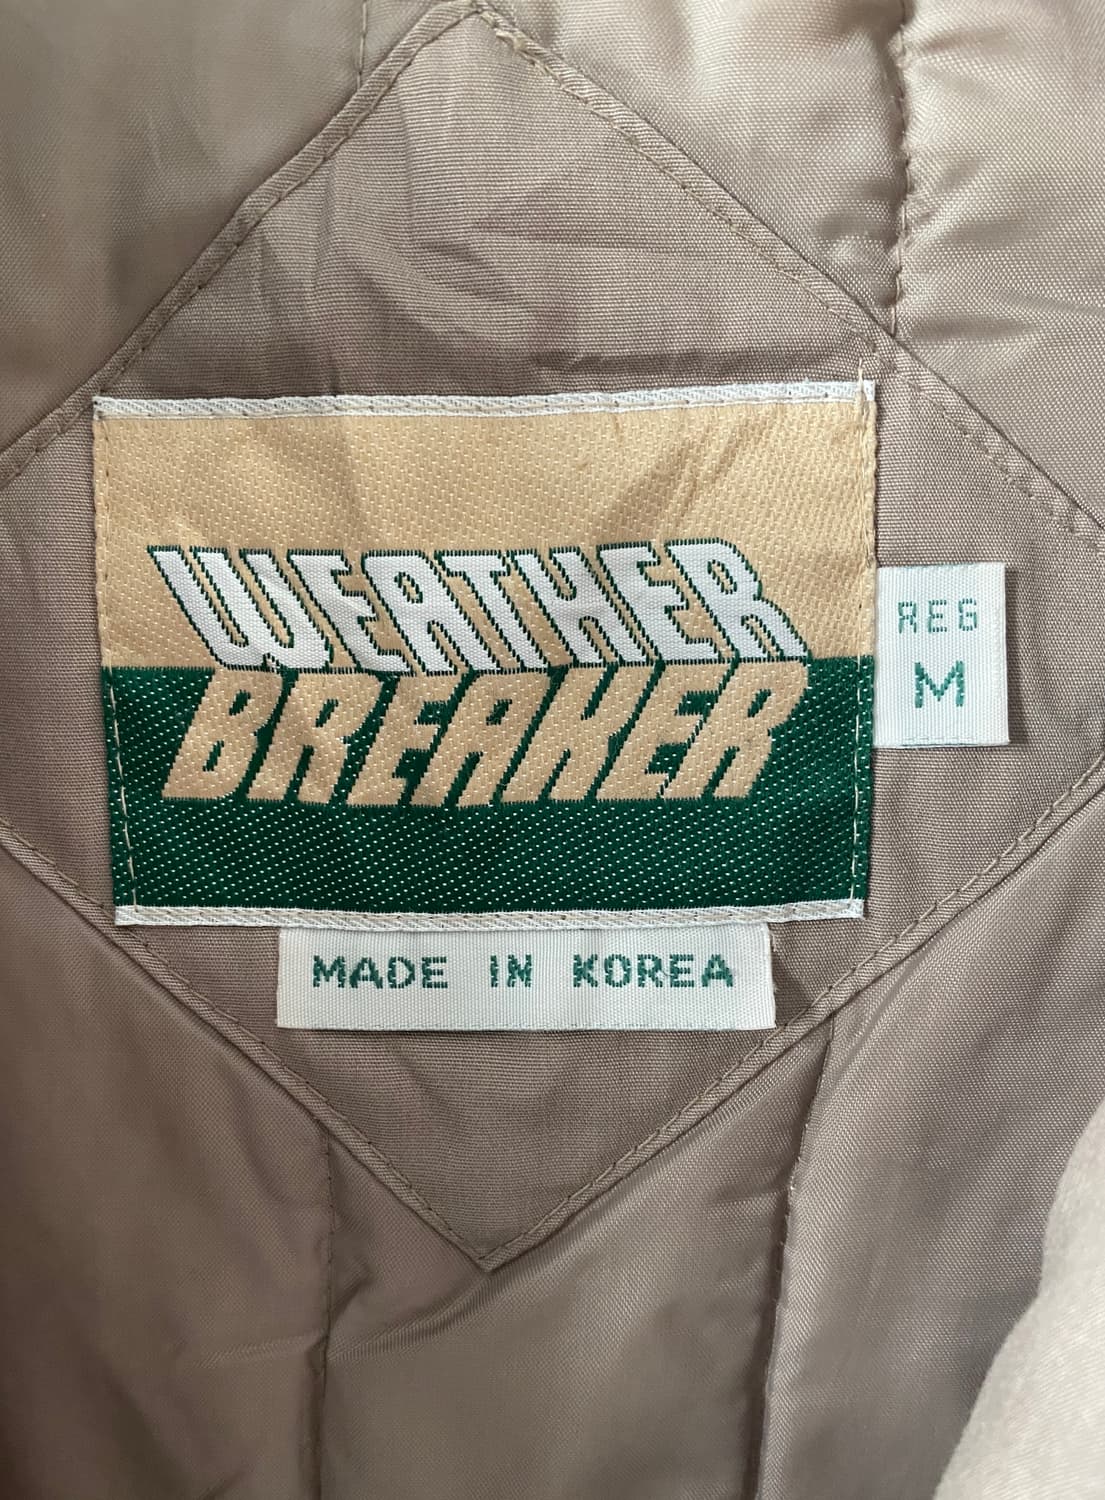 WEATHER
BREAKER
REG
M
MADE IN KOREA